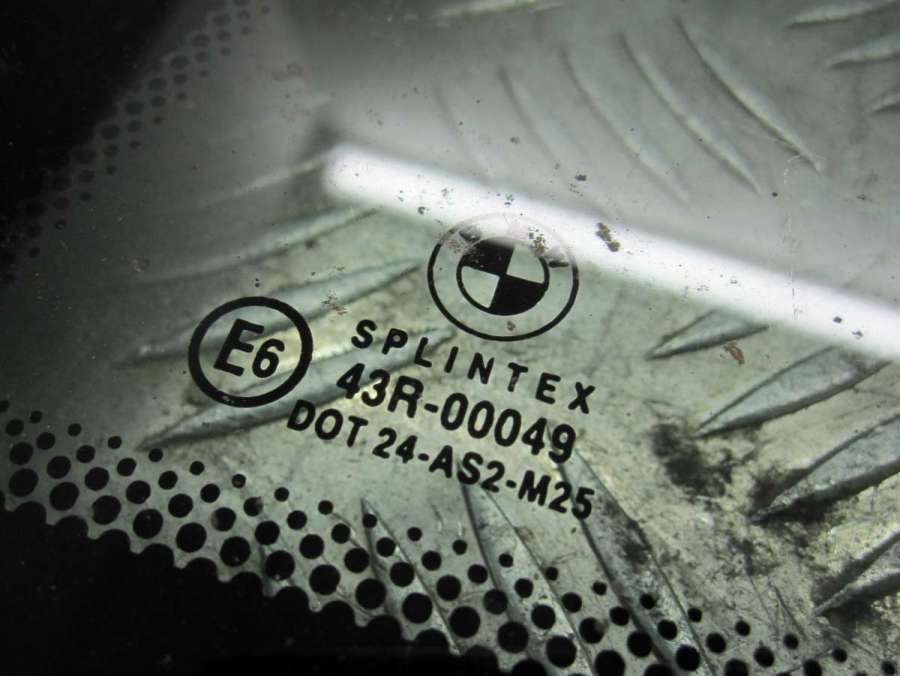 E6
SPLINTEX
43R-00049
DOT 24-AS2-M25